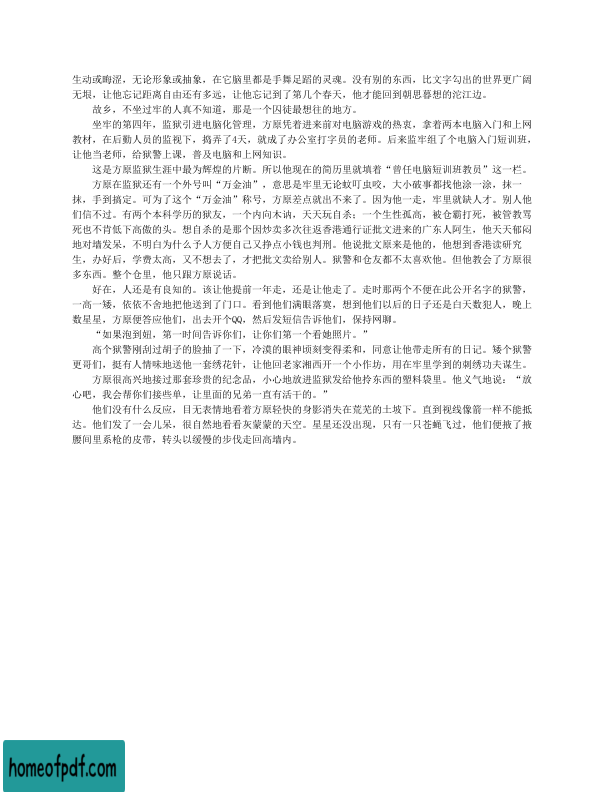 生动或晦涩，无论形象或抽象，在它脑里都是手舞足蹈的灵魂。没有别的东西，比文字勾出的世界更广阔
无垠，让他忘记距离自由还有多远，让他忘记到了第几个春天，他才能回到朝思暮想的沱江边。
故乡，不坐过牢的人真不知道，那是一个囚徒最想往的地方。
坐牢的第四年，监狱引进电脑化管理，方原凭着进来前对电脑游戏的热衷，拿着两本电脑入门和上网
教材，在后勤人员的监视下，捣弄了4天，就成了办公室打字员的老师。后来监牢组了个电脑入门短训班，
让他当老师，给狱警上课，普及电脑和上网知识。
这是方原监狱生涯中最为辉煌的片断。所以他现在的简历里就填着“曾任电脑短训班教员”这一栏。
方原在监狱还有一个外号叫“万金油”，意思是牢里无论蚊叮虫咬，大小破事都找他涂一涂，抹一
抹，手到搞定。可为了这个“万金油”称号，方原差点就出不来了。因为他一走，牢里就缺人才。别人他
们信不过。有两个本科学历的狱友，一个内向木讷，天天玩自杀；一个生性孤高，被仓霸打死，被管教骂
死也不肯低下高傲的头。想自杀的是那个因炒卖多次往返香港通行证批文进来的广东人阿生，他天天郁闷
地对墙发呆，不明白为什么予人方便自己又挣点小钱也判刑。他说批文原来是他的，他想到香港读研究
生，办好后，学费太高，又不想去了，才把批文卖给别人。狱警和仓友都不太喜欢他。但他教会了方原很
多东西。整个仓里，他只跟方原说话。
好在，人还是有良知的。该让他提前一年走，还是让他走了。走时那两个不便在此公开名字的狱警，
一高一矮，依依不舍地把他送到了门口。看到他们满眼落寞，想到他们以后的日子还是白天数犯人，晚上
数星星，方原便答应他们，出去开个QQ，然后发短信告诉他们，保持网聊。
“如果泡到妞，第一时间告诉你们，让你们第一个看她照片。”
高个狱警刚刮过胡子的脸抽了一下，冷漠的眼神顷刻变得柔和，同意让他带走所有的日记。矮个狱警
更哥们，挺有人情味地送他一套绣花针，让他回老家湘西开一个小作坊，用在牢里学到的刺绣功夫谋生。
方原很高兴地接过那套珍贵的纪念品，小心地放进监狱发给他拎东西的塑料袋里。他义气地说：“放
心吧，我会帮你们接些单，让里面的兄弟一直有活干的。”
他们没有什么反应，目无表情地看着方原轻快的身影消失在荒芜的土坡下。直到视线像箭一样不能抵
达。他们发了一会儿呆，很自然地看看灰蒙蒙的天空。星星还没出现，只有一只苍蝇飞过，他们便掖了掖
腰间里系枪的皮带，转头以缓慢的步伐走回高墙内。
homeofpdf.com